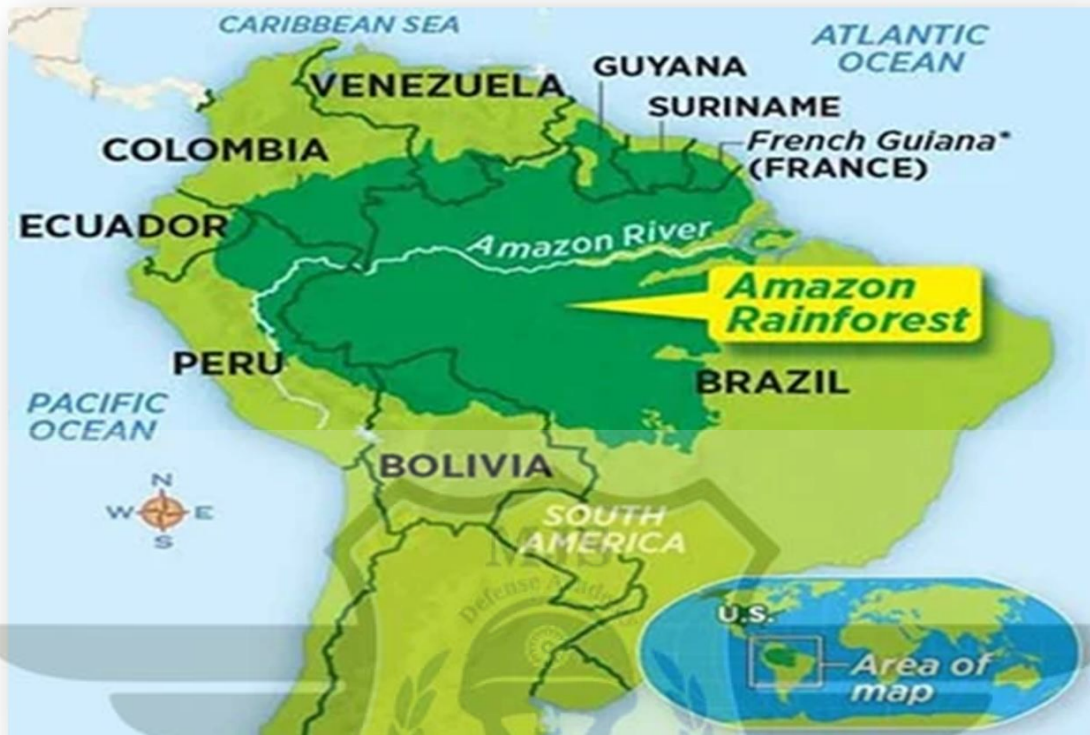 CARIBBEAN SEA
ATLANTIC
OCEAN
VENEZUELA
GUYANA
SURINAME
COLOMBIA
French Guiana*
(FRANCE)
ECUADOR
Amazon River
Amazon
Rainforest
PERU
BRAZIL
PACIFIC
OCEAN
BOLIVIA
N
W E
S
SOUTH
AMERICA
Defense
U.S.
Area of
map